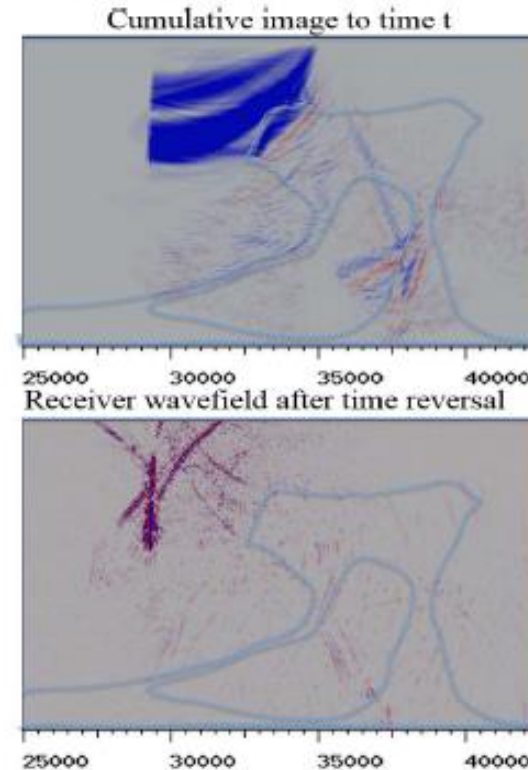 Cumulative image to time t
25000 30000 35000 40000
Receiver wavefield after time reversal
25000 30000 35000 40000